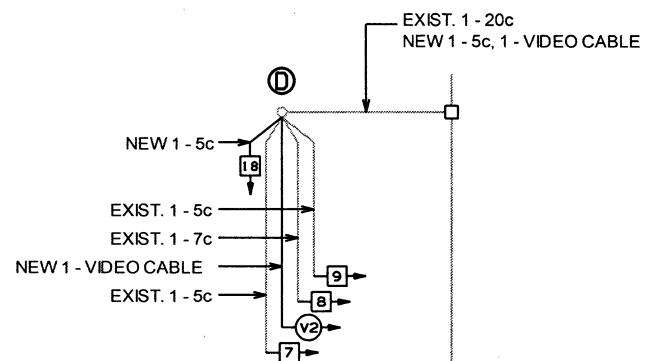 EXIST. 1 - 20c
NEW 1 - 5c, 1 - VIDEO CABLE
D
NEW 1 - 5c
18
EXIST. 1 - 5c
EXIST. 1 - 7c
NEW 1 - VIDEO CABLE
9
EXIST. 1 - 5c
8
V2
7